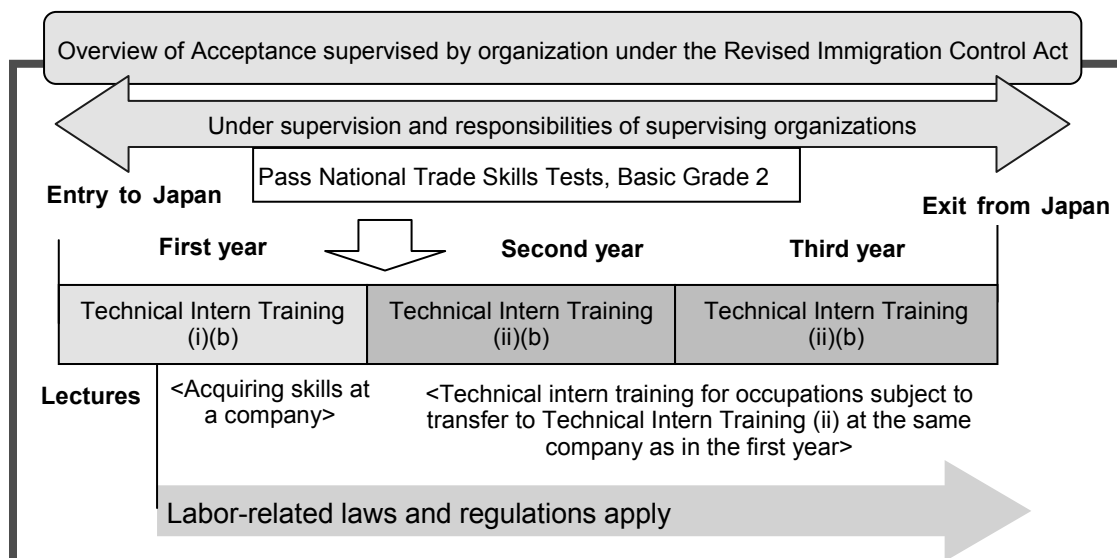 Overview of Acceptance supervised by organization under the Revised Immigration Control Act
Under supervision and responsibilities of supervising organizations
Pass National Trade Skills Tests, Basic Grade 2
Entry to Japan
Exit from Japan
First year
Second year
Third year
Technical Intern Training
(i)(b)
Technical Intern Training
(ii)(b)
Technical Intern Training
(ii)(b)
Lectures
<Acquiring skills at
a company>
<Technical intern training for occupations subject to
transfer to Technical Intern Training (ii) at the same
company as in the first year>
Labor-related laws and regulations apply